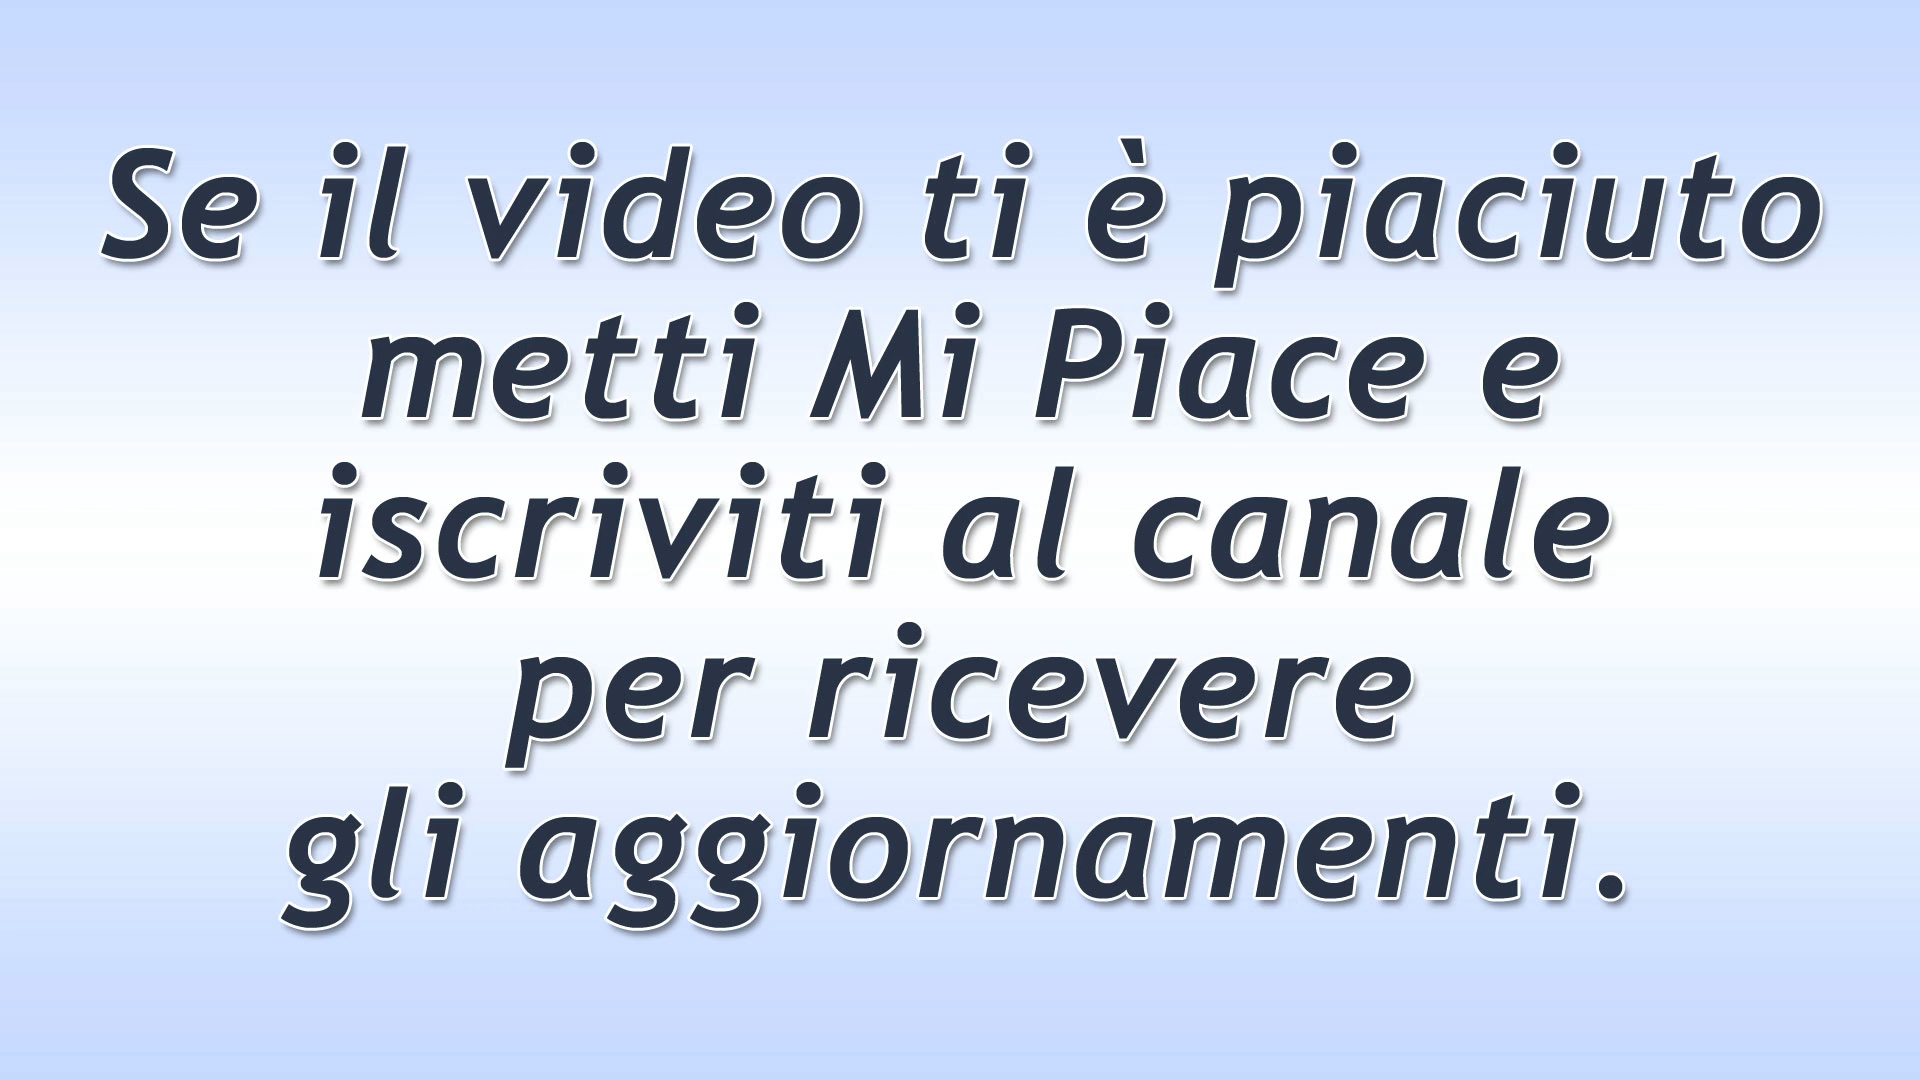 Se il video ti è piaciuto
metti Mi Piace e
iscriviti al canale
per ricevere
gli aggiornamenti.